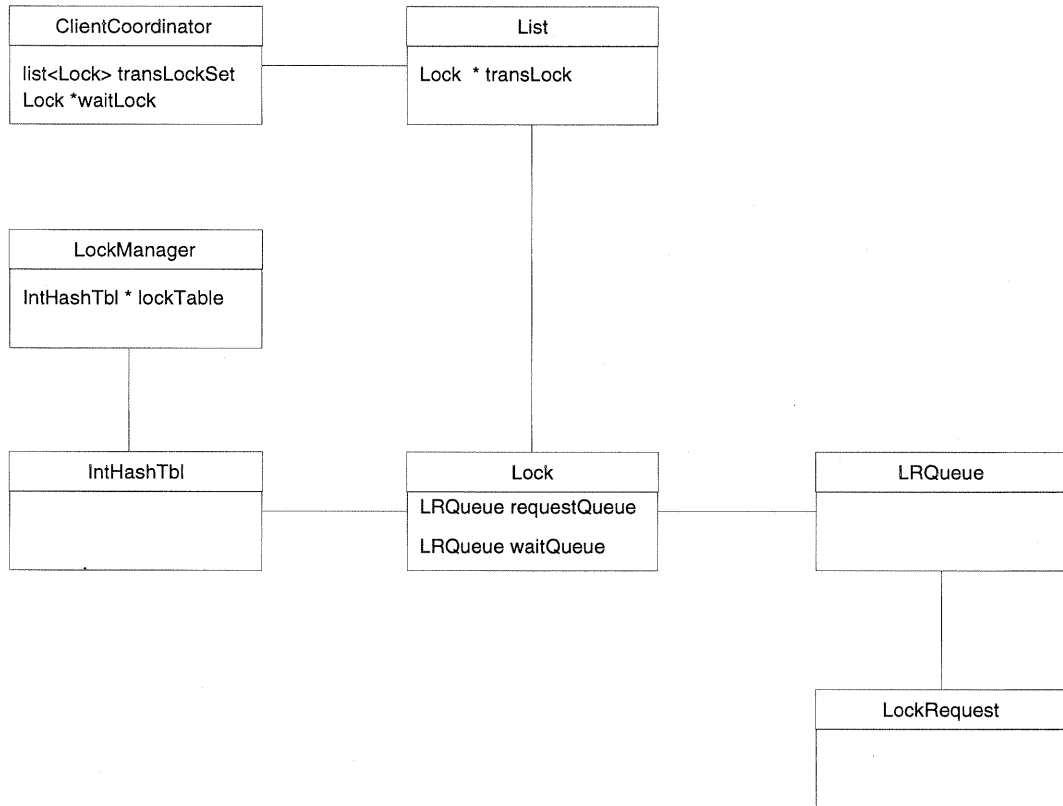 ClientCoordinator
list<Lock> transLockSet
Lock *waitLock
List
Lock * transLock
LockManager
IntHashTbl * lockTable
IntHashTbl
Lock
LRQueue requestQueue
LRQueue waitQueue
LRQueue
LockRequest